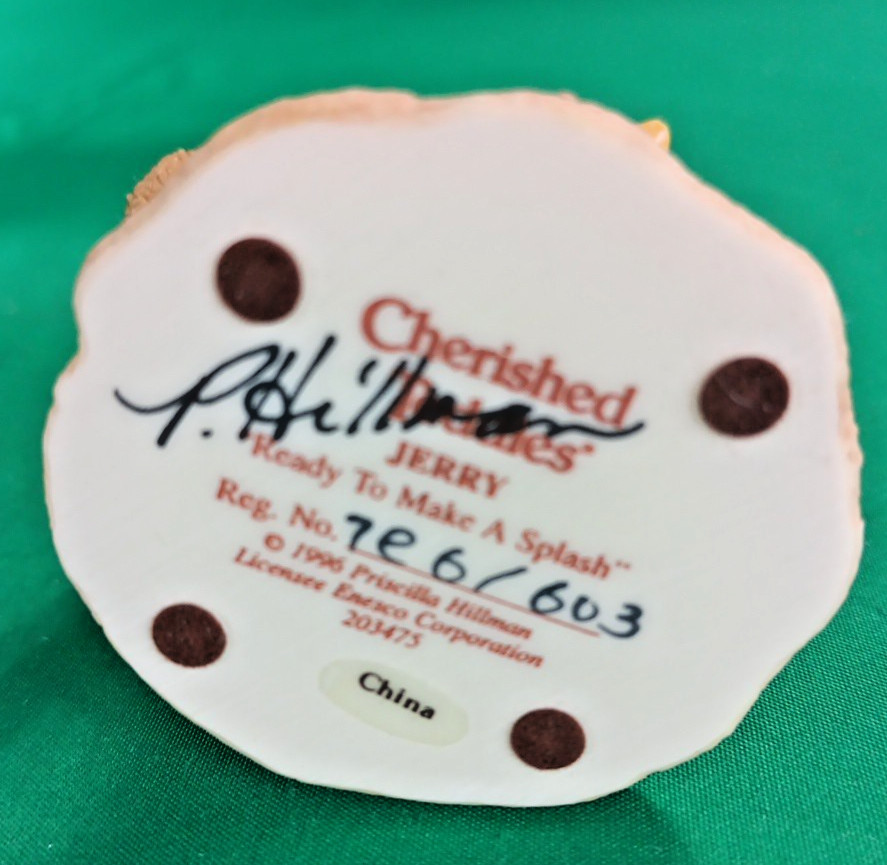 Cherished
Teddies®
P. Hillman
JERRY
"Ready To Make A Splash"
Reg. No. 7E6/603
© 1996 Priscilla Hillman
Licensee Enesco Corporation
203475
China